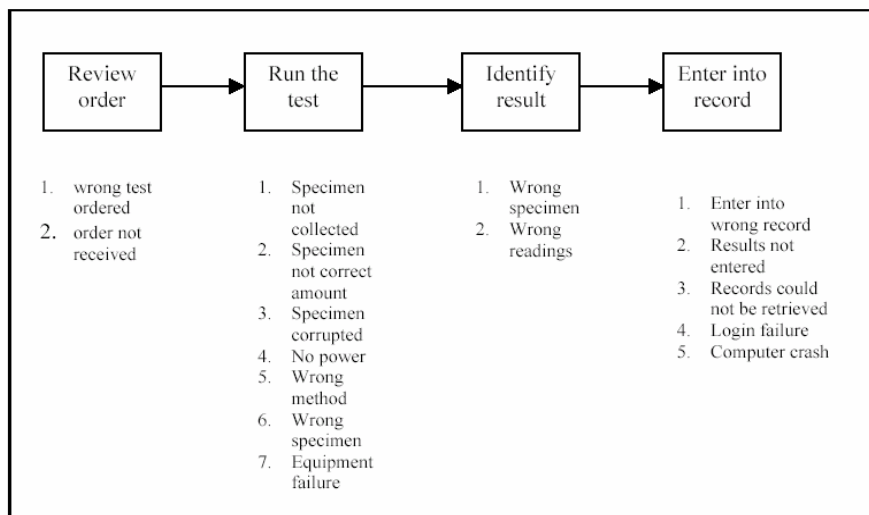 Review
order
Run the
test
Identify
result
Enter into
record
1. wrong test
ordered
2. order not
received
1. Specimen
not
collected
2. Specimen
not correct
amount
3. Specimen
corrupted
4. No power
5. Wrong
method
6. Wrong
specimen
7. Equipment
failure
1. Wrong
specimen
2. Wrong
readings
1. Enter into
wrong record
2. Results not
entered
3. Records could
not be retrieved
4. Login failure
5. Computer crash